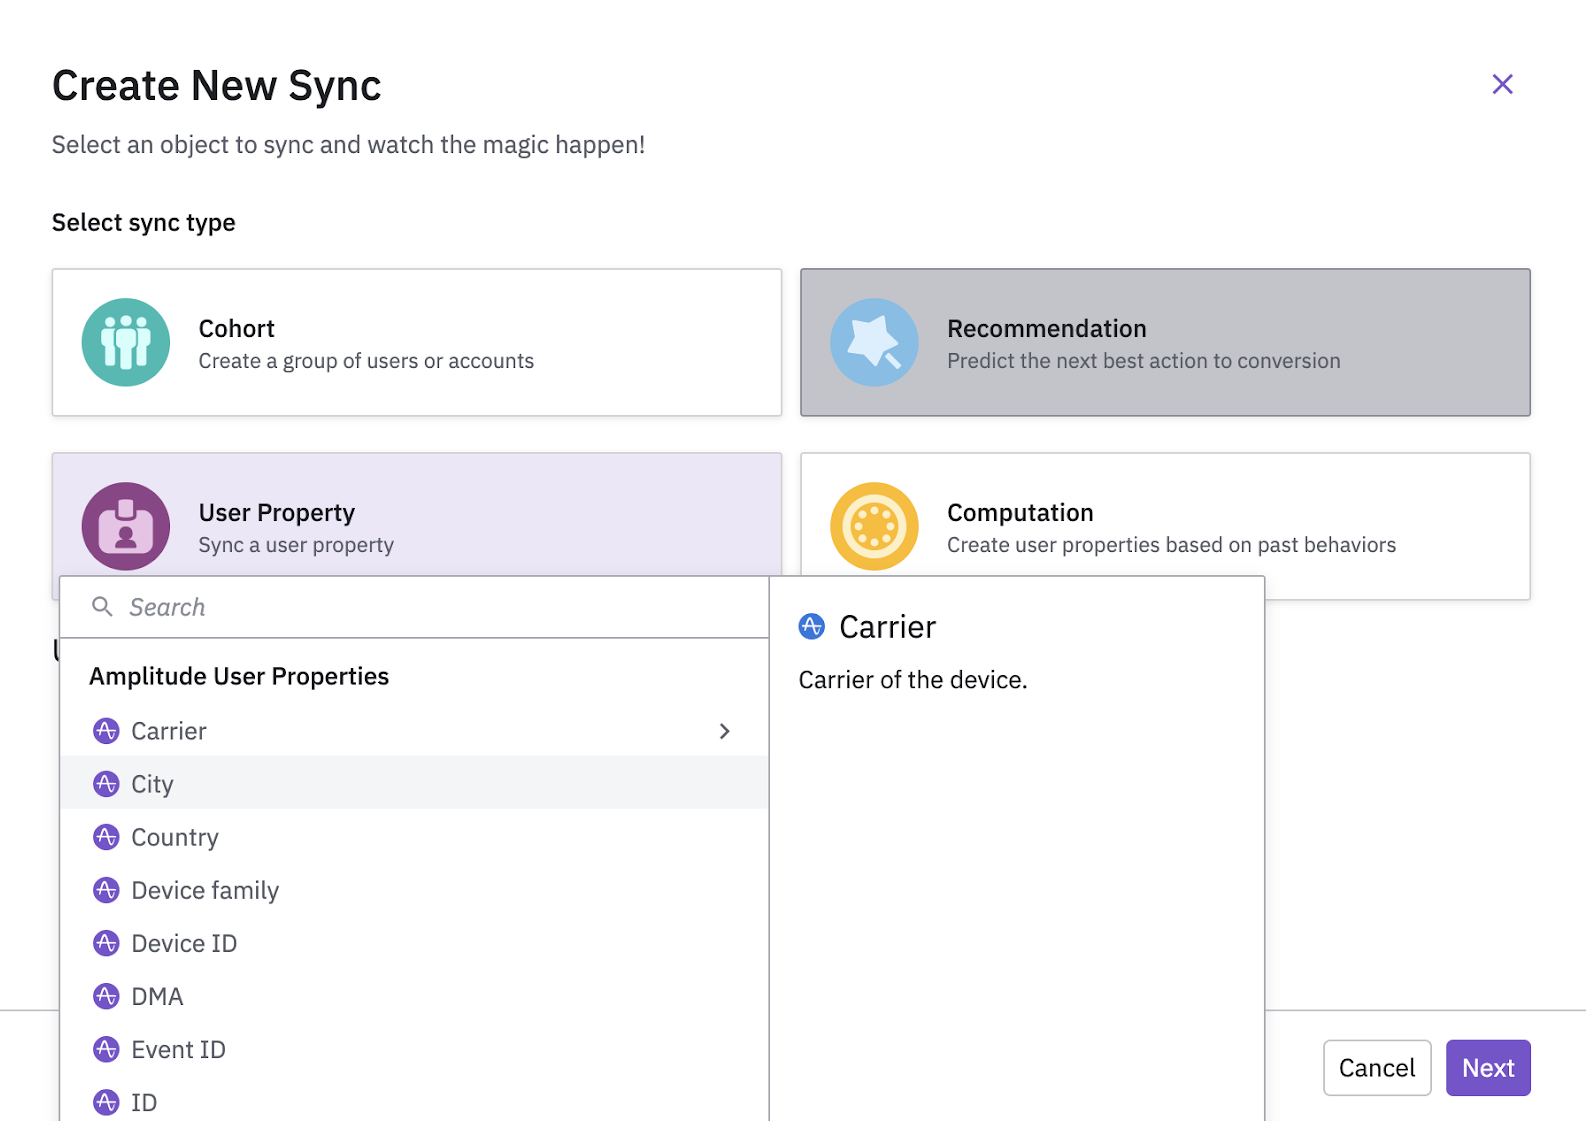 Create New Sync
Select an object to sync and watch the magic happen!
Select sync type
Cohort
Create a group of users or accounts
Recommendation
Predict the next best action to conversion
User Property
Sync a user property
Computation
Create user properties based on past behaviors
Search
Amplitude User Properties
Carrier
City
Country
Device family
Device ID
DMA
Event ID
ID
Carrier
Carrier of the device.
Cancel
Next